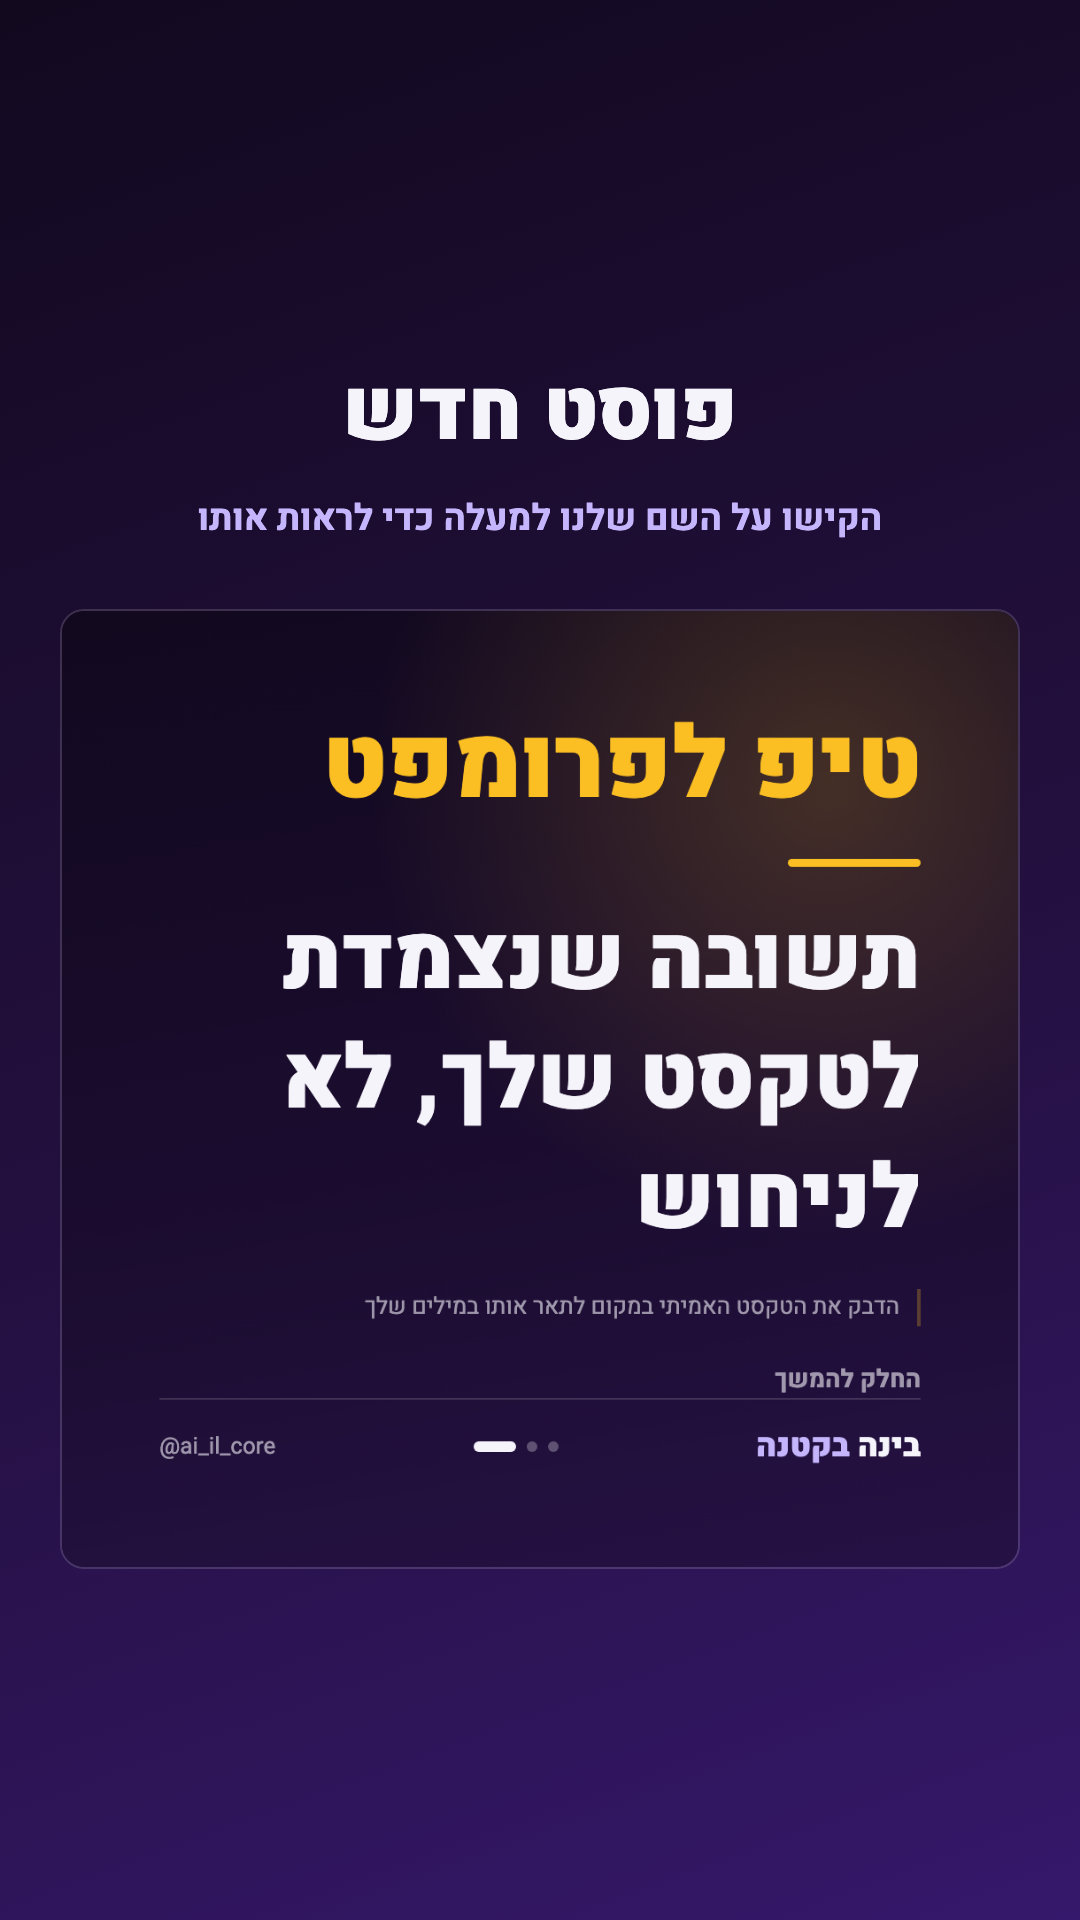 פוסט חדש
הקישו על השם שלנו למעלה כדי לראות אותו
טיפ לפרומפט
תשובה שנצמדת
לטקסט שלך, לא
לניחוש
הדבק את הטקסט האמיתי במקום לתאר אותו במילים שלך
החלק להמשך
בינה בקטנה
@ai_il_core